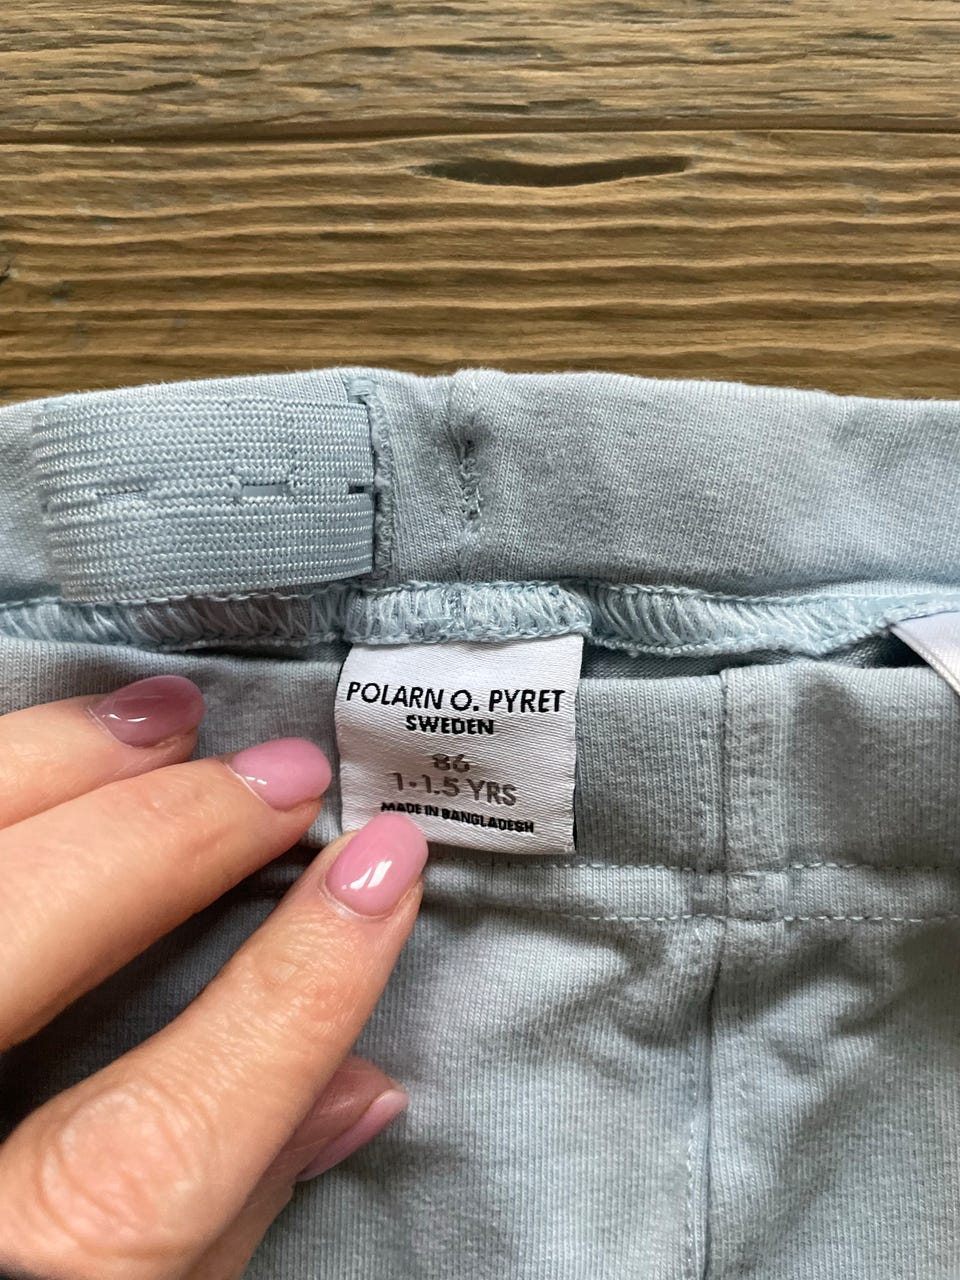 POLARN O. PYRET
SWEDEN
86
1-1.5 YRS
MADE IN BANGLADESH